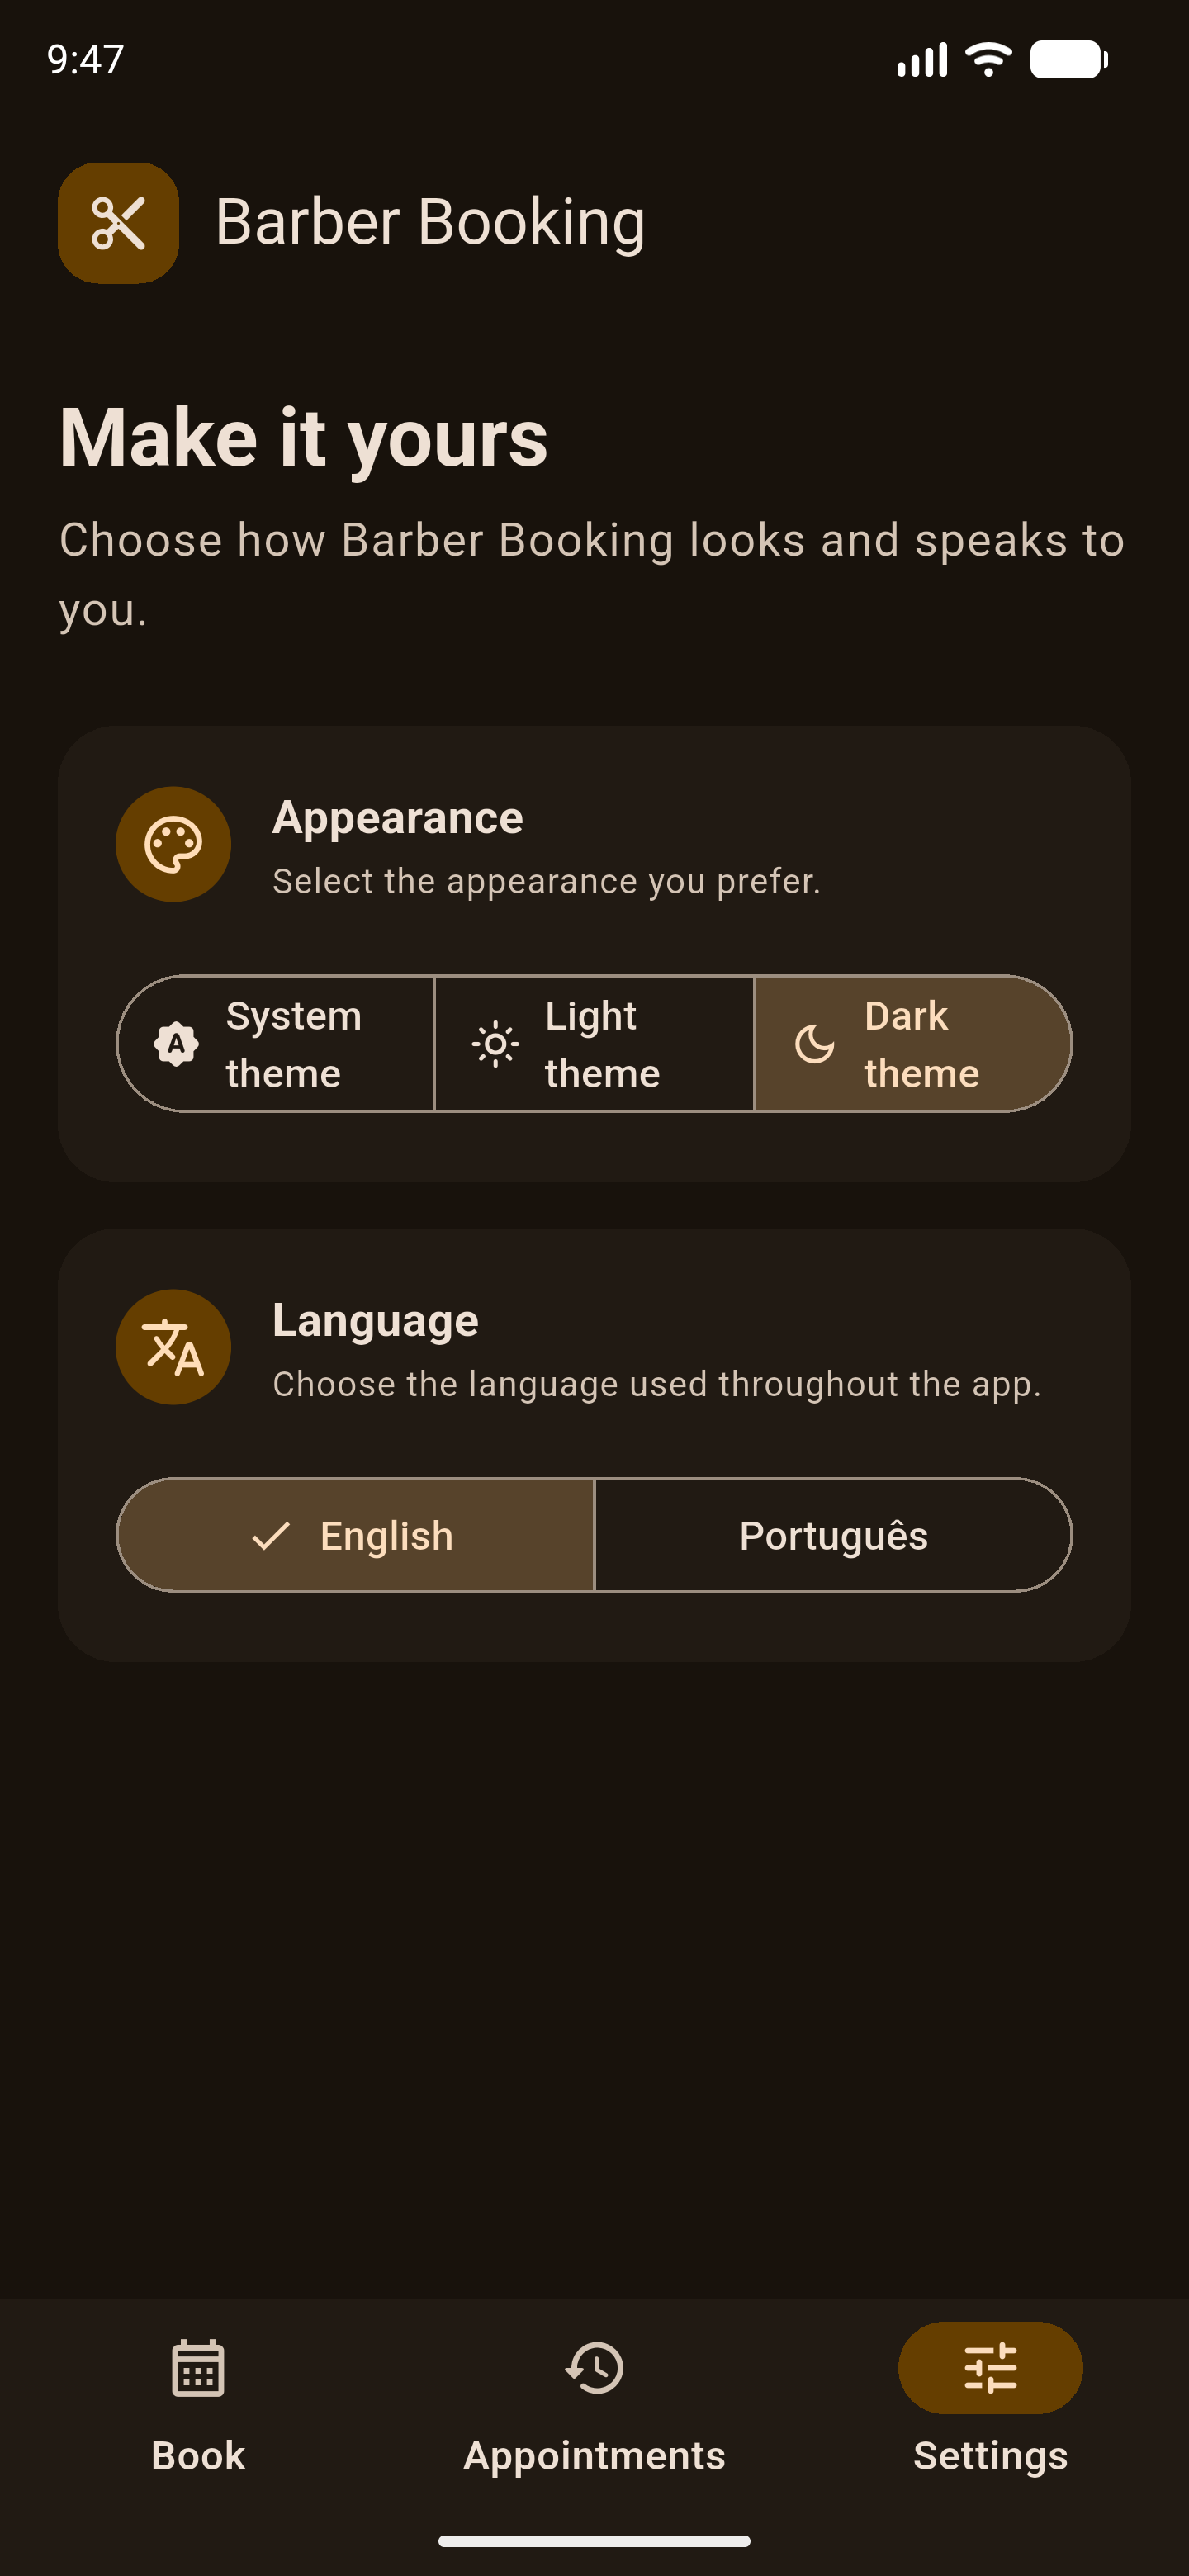 9:47
Barber Booking
Make it yours
Choose how Barber Booking looks and speaks to
you.
Appearance
Select the appearance you prefer.
System
theme
Light
theme
Dark
theme
Language
Choose the language used throughout the app.
English
Português
Book
Appointments
Settings